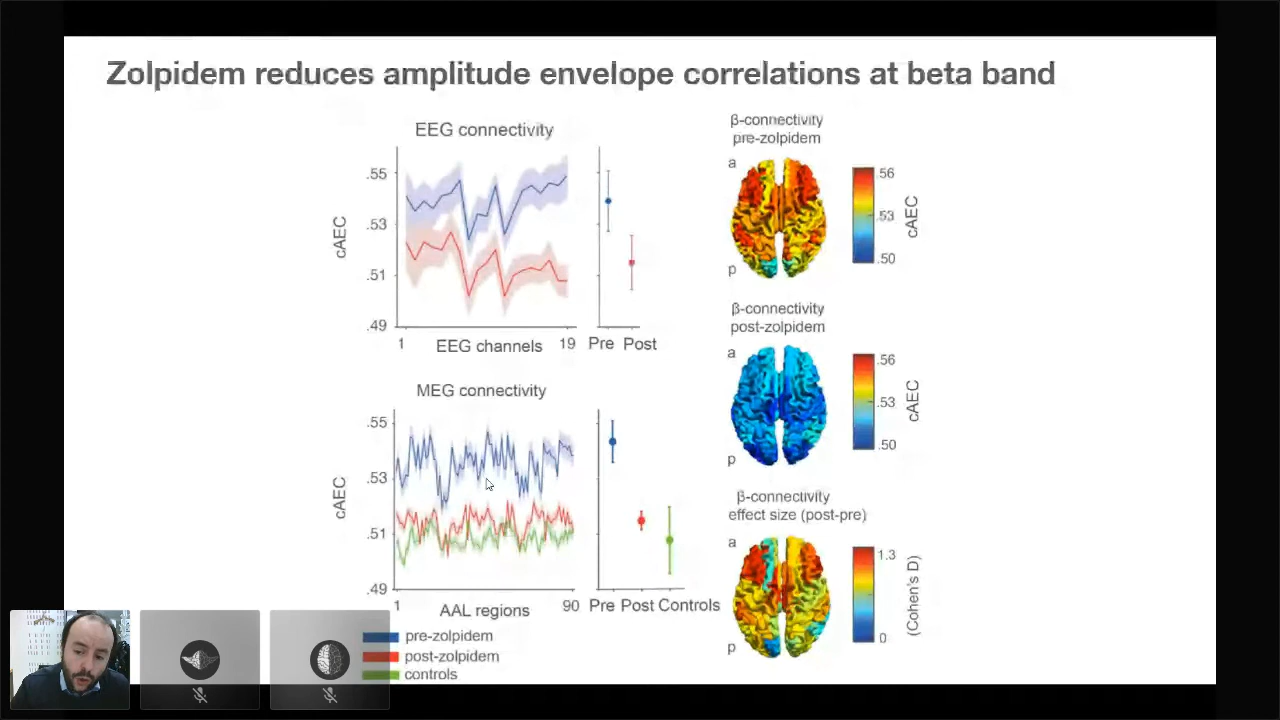 Zolpidem reduces amplitude envelope correlations at beta band
EEG connectivity
.55
.53
.51
.49
cAEC
1
EEG channels
19
Pre
Post
MEG connectivity
.55
.53
.51
.49
cAEC
1
AAL regions
90
Pre
Post
Controls
pre-zolpidem
post-zolpidem
controls
β-connectivity
pre-zolpidem
a
p
.56
.53
.50
cAEC
β-connectivity
post-zolpidem
a
p
.56
.53
.50
cAEC
β-connectivity
effect size (post-pre)
a
p
1.3
0
(Cohen's D)